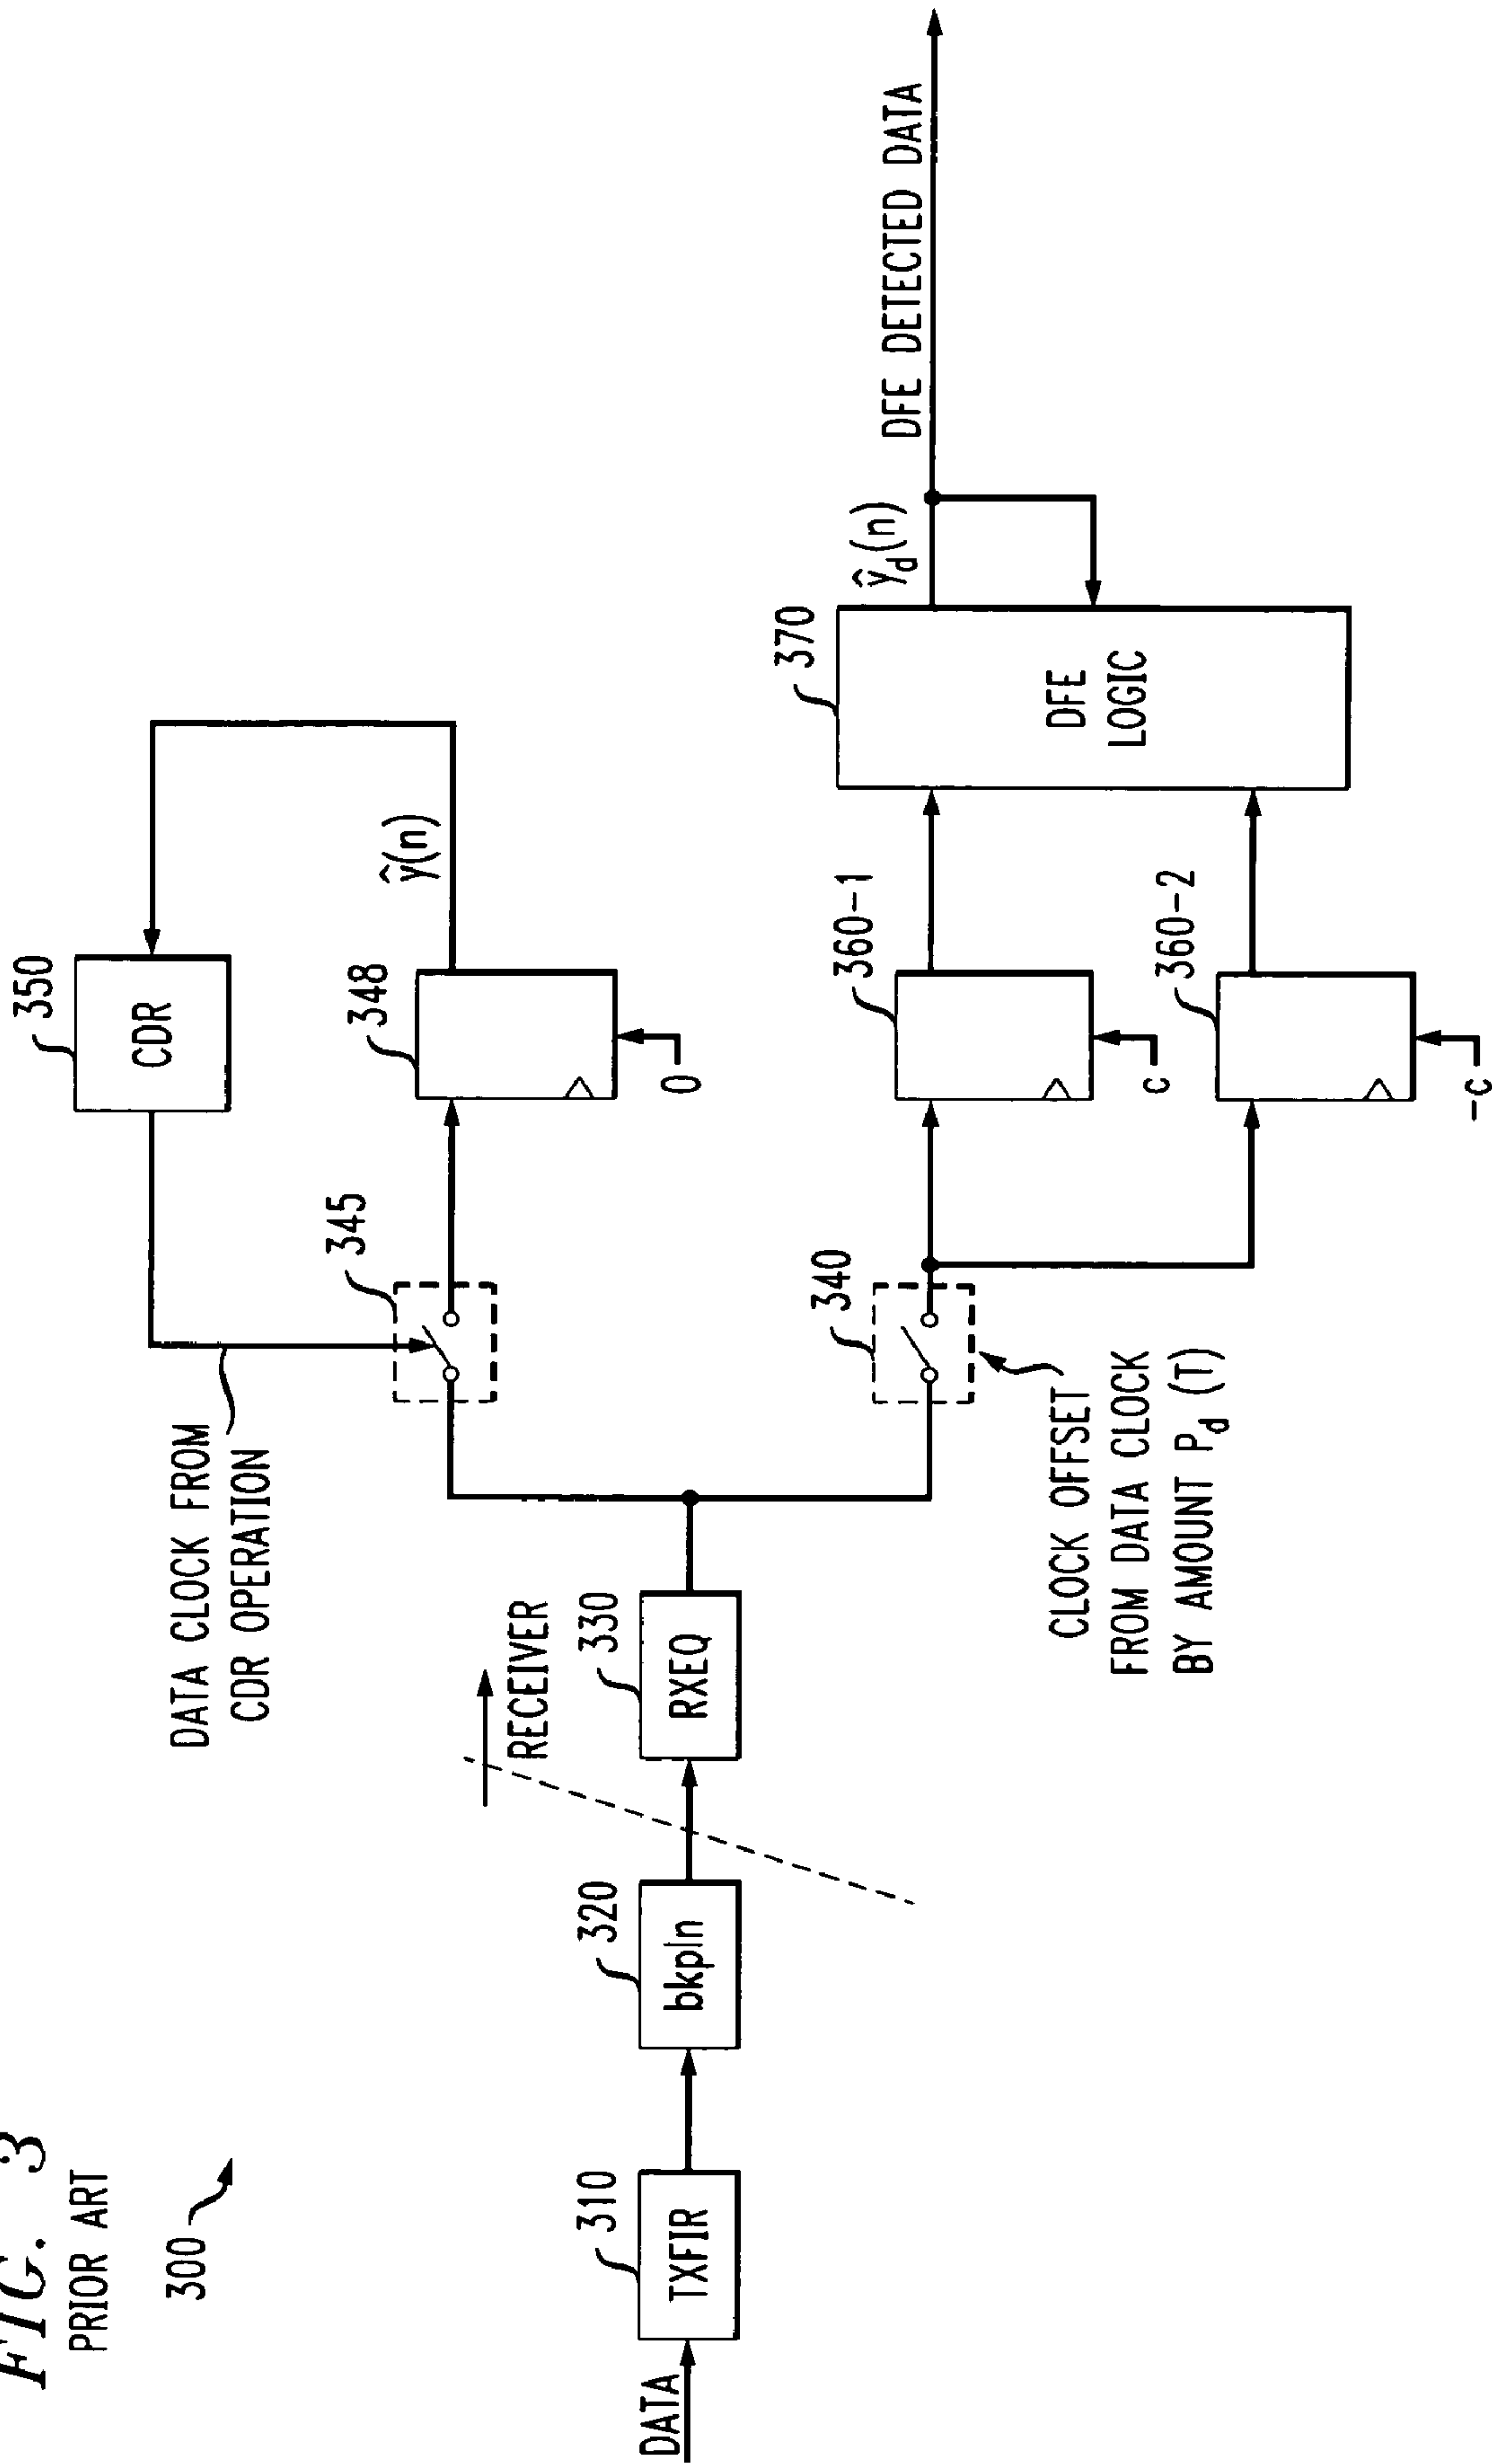 FIG. 3
PRIOR ART
300
DATA
310
TXFIR
320
bkpln
RECEIVER
330
RXEQ
DATA CLOCK FROM
CDR OPERATION
345
350
CDR
348
0
ŷ(n)
340
CLOCK OFFSET
FROM DATA CLOCK
BY AMOUNT Pd (T)
360-1
c
360-2
-c
370
DFE
LOGIC
ŷd(n)
DFE DETECTED DATA